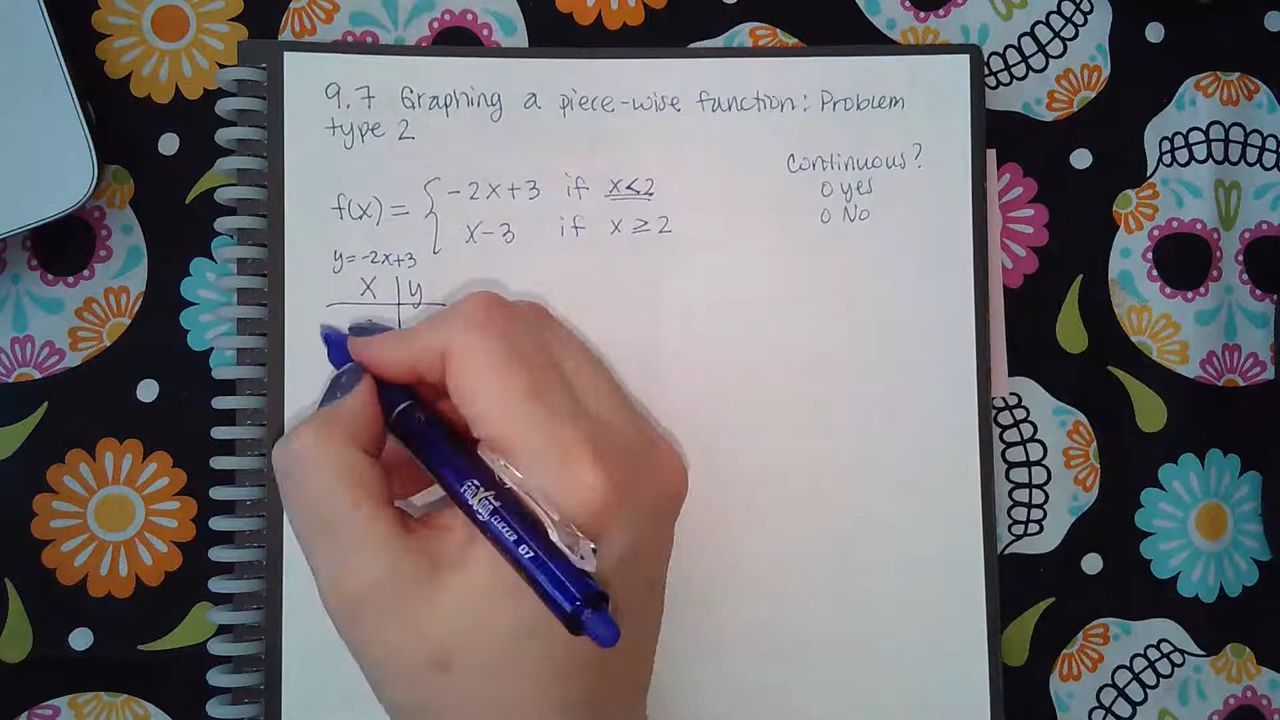 9.7 Graphing a piece-wise function: Problem
type 2
Continuous?
yes
No
f(x) = { -2x+3 if x<2
x-3 if x≥2
y=-2x+3
x | y
FriXion CLICKER 07